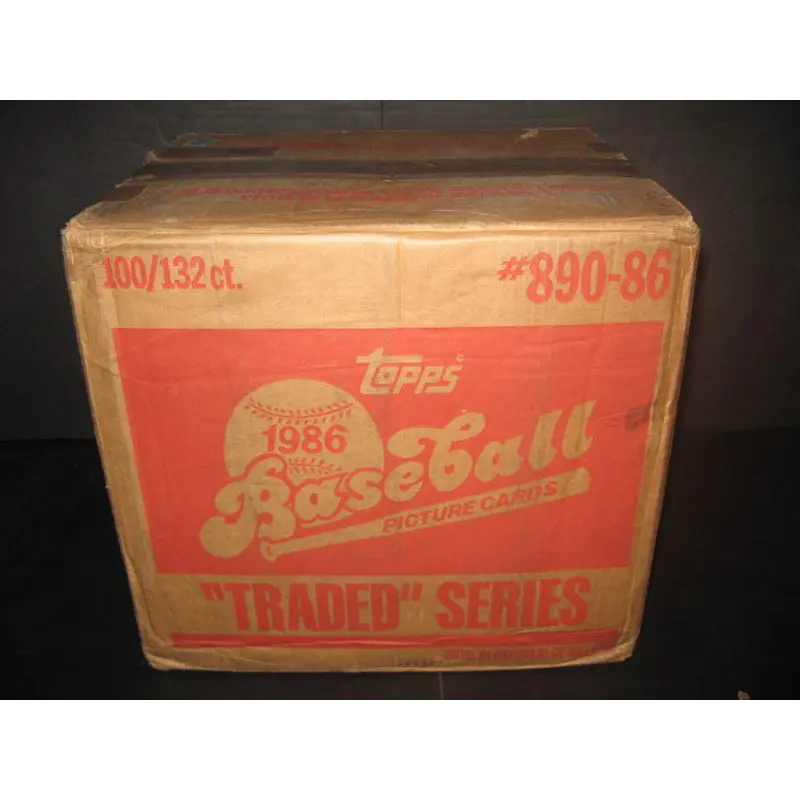 100/132 ct.
#890-86
Topps
1986
Baseball
PICTURE CARDS
"TRADED" SERIES